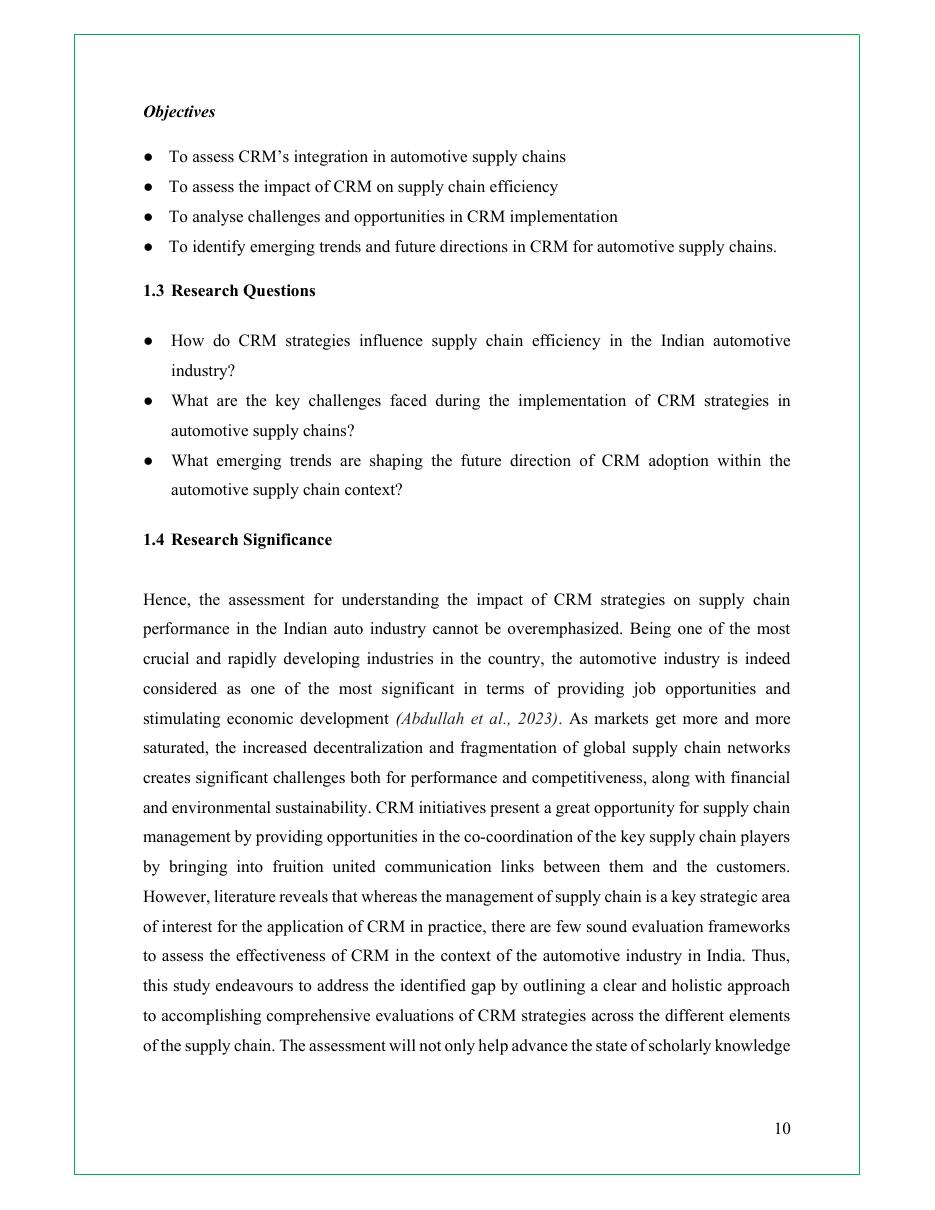 Objectives
● To assess CRM’s integration in automotive supply chains
● To assess the impact of CRM on supply chain efficiency
● To analyse challenges and opportunities in CRM implementation
● To identify emerging trends and future directions in CRM for automotive supply chains.
1.3 Research Questions
● How do CRM strategies influence supply chain efficiency in the Indian automotive
industry?
● What are the key challenges faced during the implementation of CRM strategies in
automotive supply chains?
● What emerging trends are shaping the future direction of CRM adoption within the
automotive supply chain context?
1.4 Research Significance
Hence, the assessment for understanding the impact of CRM strategies on supply chain
performance in the Indian auto industry cannot be overemphasized. Being one of the most
crucial and rapidly developing industries in the country, the automotive industry is indeed
considered as one of the most significant in terms of providing job opportunities and
stimulating economic development (Abdullah et al., 2023). As markets get more and more
saturated, the increased decentralization and fragmentation of global supply chain networks
creates significant challenges both for performance and competitiveness, along with financial
and environmental sustainability. CRM initiatives present a great opportunity for supply chain
management by providing opportunities in the co-coordination of the key supply chain players
by bringing into fruition united communication links between them and the customers.
However, literature reveals that whereas the management of supply chain is a key strategic area
of interest for the application of CRM in practice, there are few sound evaluation frameworks
to assess the effectiveness of CRM in the context of the automotive industry in India. Thus,
this study endeavours to address the identified gap by outlining a clear and holistic approach
to accomplishing comprehensive evaluations of CRM strategies across the different elements
of the supply chain. The assessment will not only help advance the state of scholarly knowledge
10